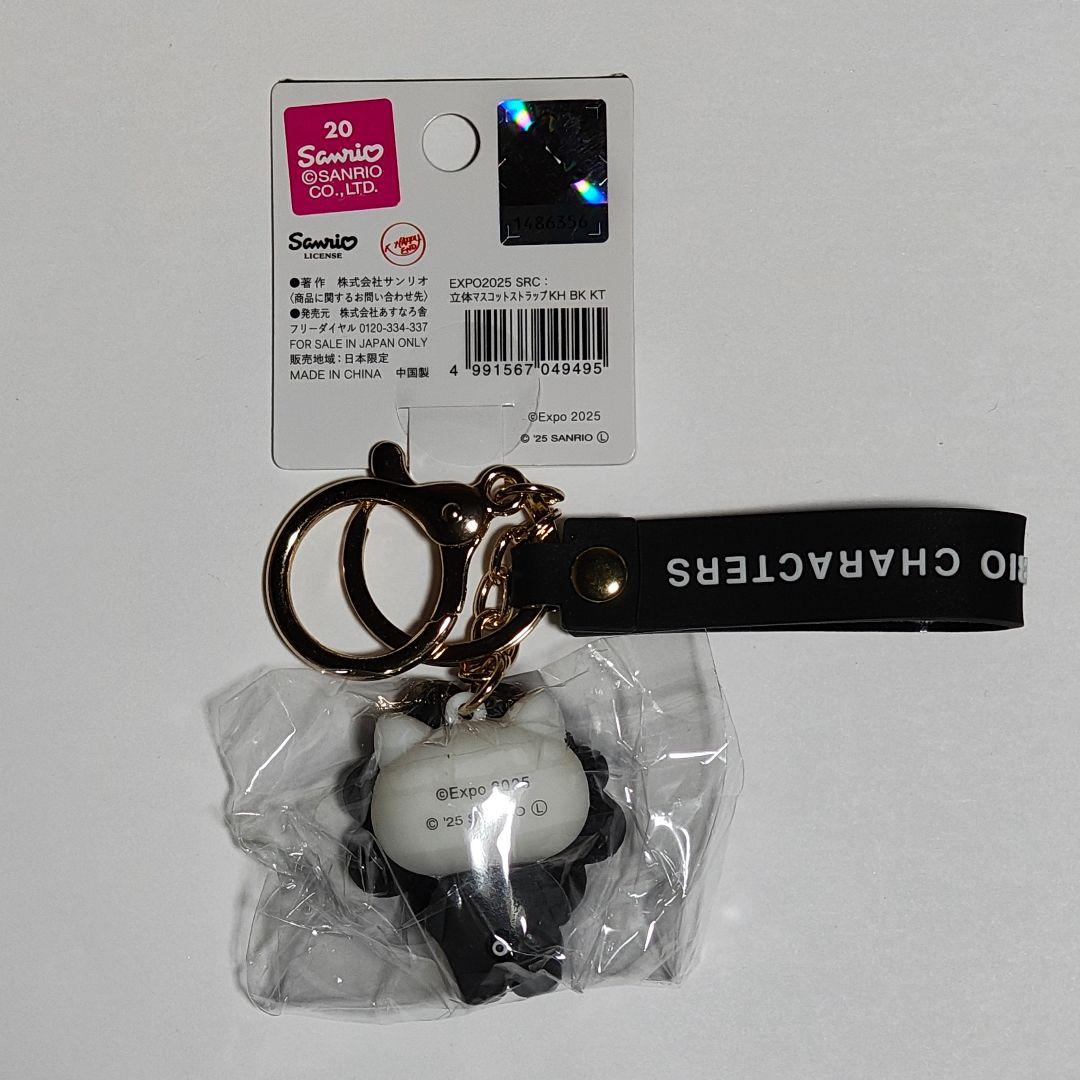 20
Sanrio
©SANRIO
CO.,LTD.
1486356
Sanrio
LICENSE
HAPPY
END
●著作 株式会社サンリオ
〈商品に関するお問い合わせ先〉
●発売元 株式会社あすなろ舎
フリーダイヤル 0120-334-337
FOR SALE IN JAPAN ONLY
販売地域：日本限定
MADE IN CHINA 中国製
EXPO2025 SRC：
立体マスコットストラップKH BK KT
4 991567 049495
©Expo 2025
© '25 SANRIO Ⓛ
RIO CHARACTERS
©Expo 2025
© '25 S O Ⓛ